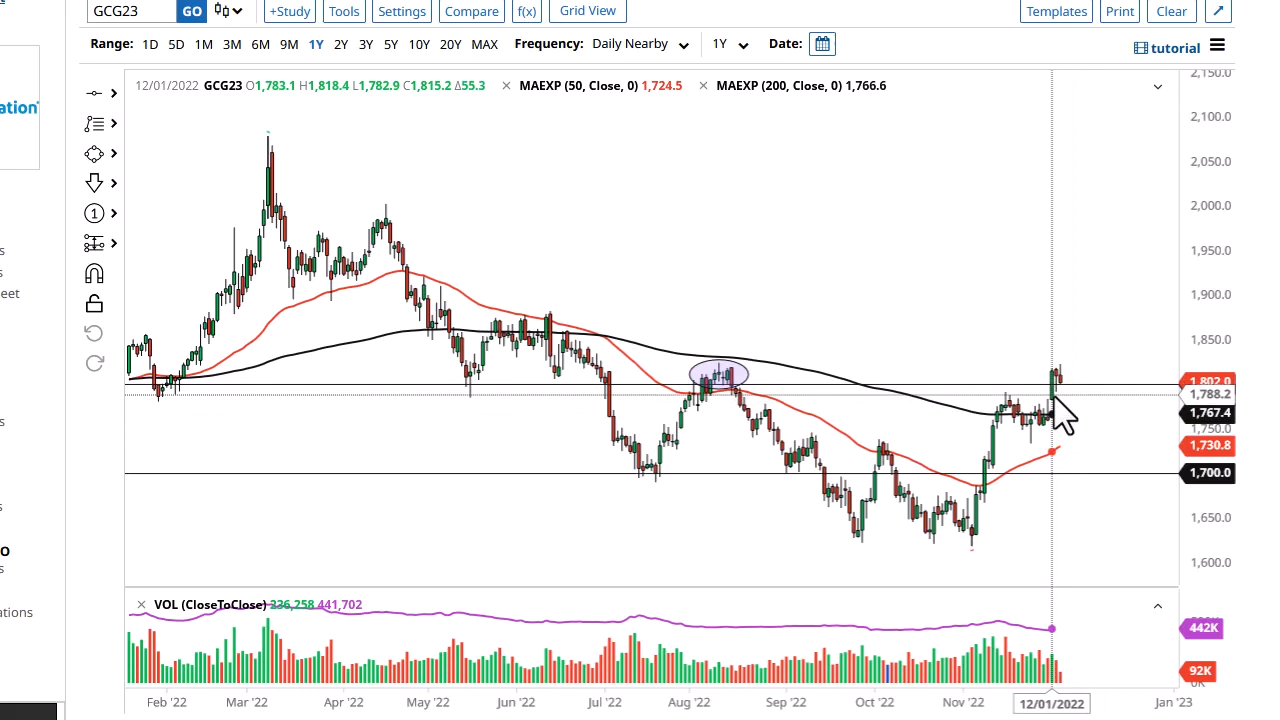 GCG23 GO +Study Tools Settings Compare f(x) Grid View Templates Print Clear
Range: 1D 5D 1M 3M 6M 9M 1Y 2Y 3Y 5Y 10Y 20Y MAX Frequency: Daily Nearby 1Y Date: tutorial
12/01/2022 GCG23 O1,783.1 H1,818.4 L1,782.9 C1,815.2 Δ55.3 MAEXP (50, Close, 0) 1,724.5 MAEXP (200, Close, 0) 1,766.6
2,150.0
ation
2,100.0
2,050.0
1
2,000.0
s
1,950.0
s
eet
1,900.0
1,850.0
1,802.0
1,788.2
1,767.4
s
1,750.0
1,730.8
1,700.0
s
1,650.0
O
1,600.0
s
VOL (CloseToClose) 226,258 441,702
ations
442K
92K
0K
Feb '22 Mar '22 Apr '22 May '22 Jun '22 Jul '22 Aug '22 Sep '22 Oct '22 Nov '22 12/01/2022 Jan '23